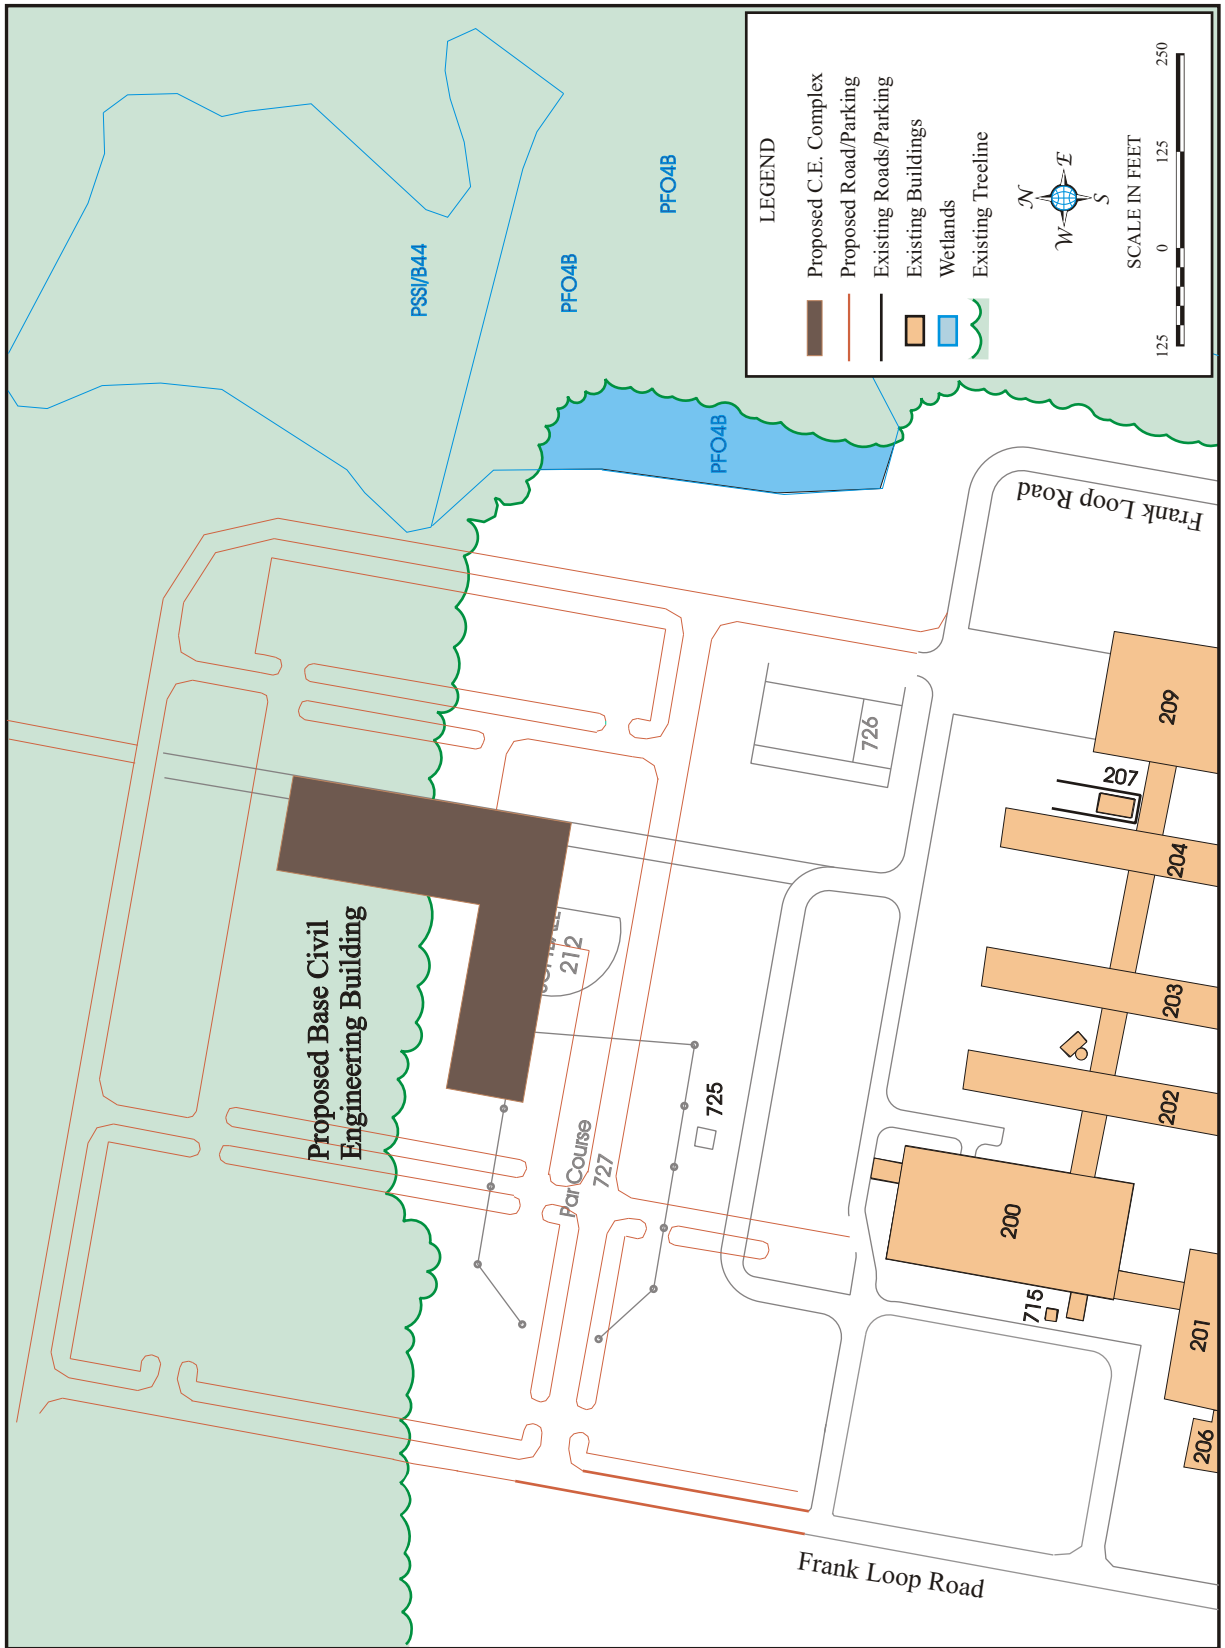 PSSI/B44
PFO4B
PFO4B
PFO4B
LEGEND
Proposed C.E. Complex
Proposed Road/Parking
Existing Roads/Parking
Existing Buildings
Wetlands
Existing Treeline
N
E
S
W
SCALE IN FEET
125
0
125
250
Frank Loop Road
Proposed Base Civil
Engineering Building
212
Par Course
727
725
726
209
207
204
203
202
200
715
201
206
Frank Loop Road